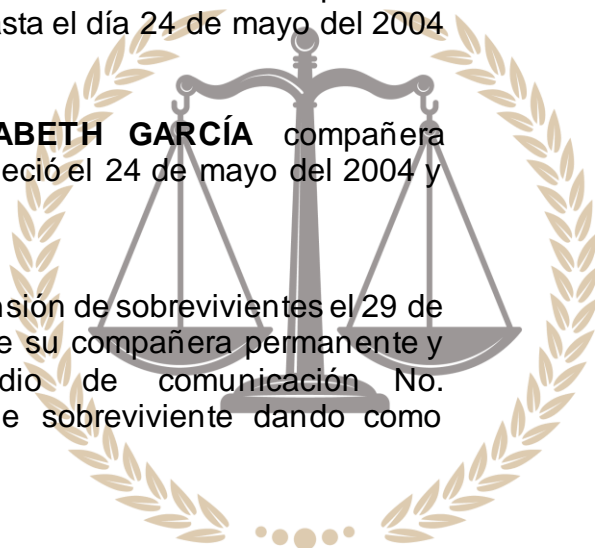 asta el día 24 de mayo del 2004
ABETH GARCÍA compañera
eció el 24 de mayo del 2004 y
nsión de sobrevivientes el 29 de
e su compañera permanente y
dio de comunicación No.
e sobreviviente dando como